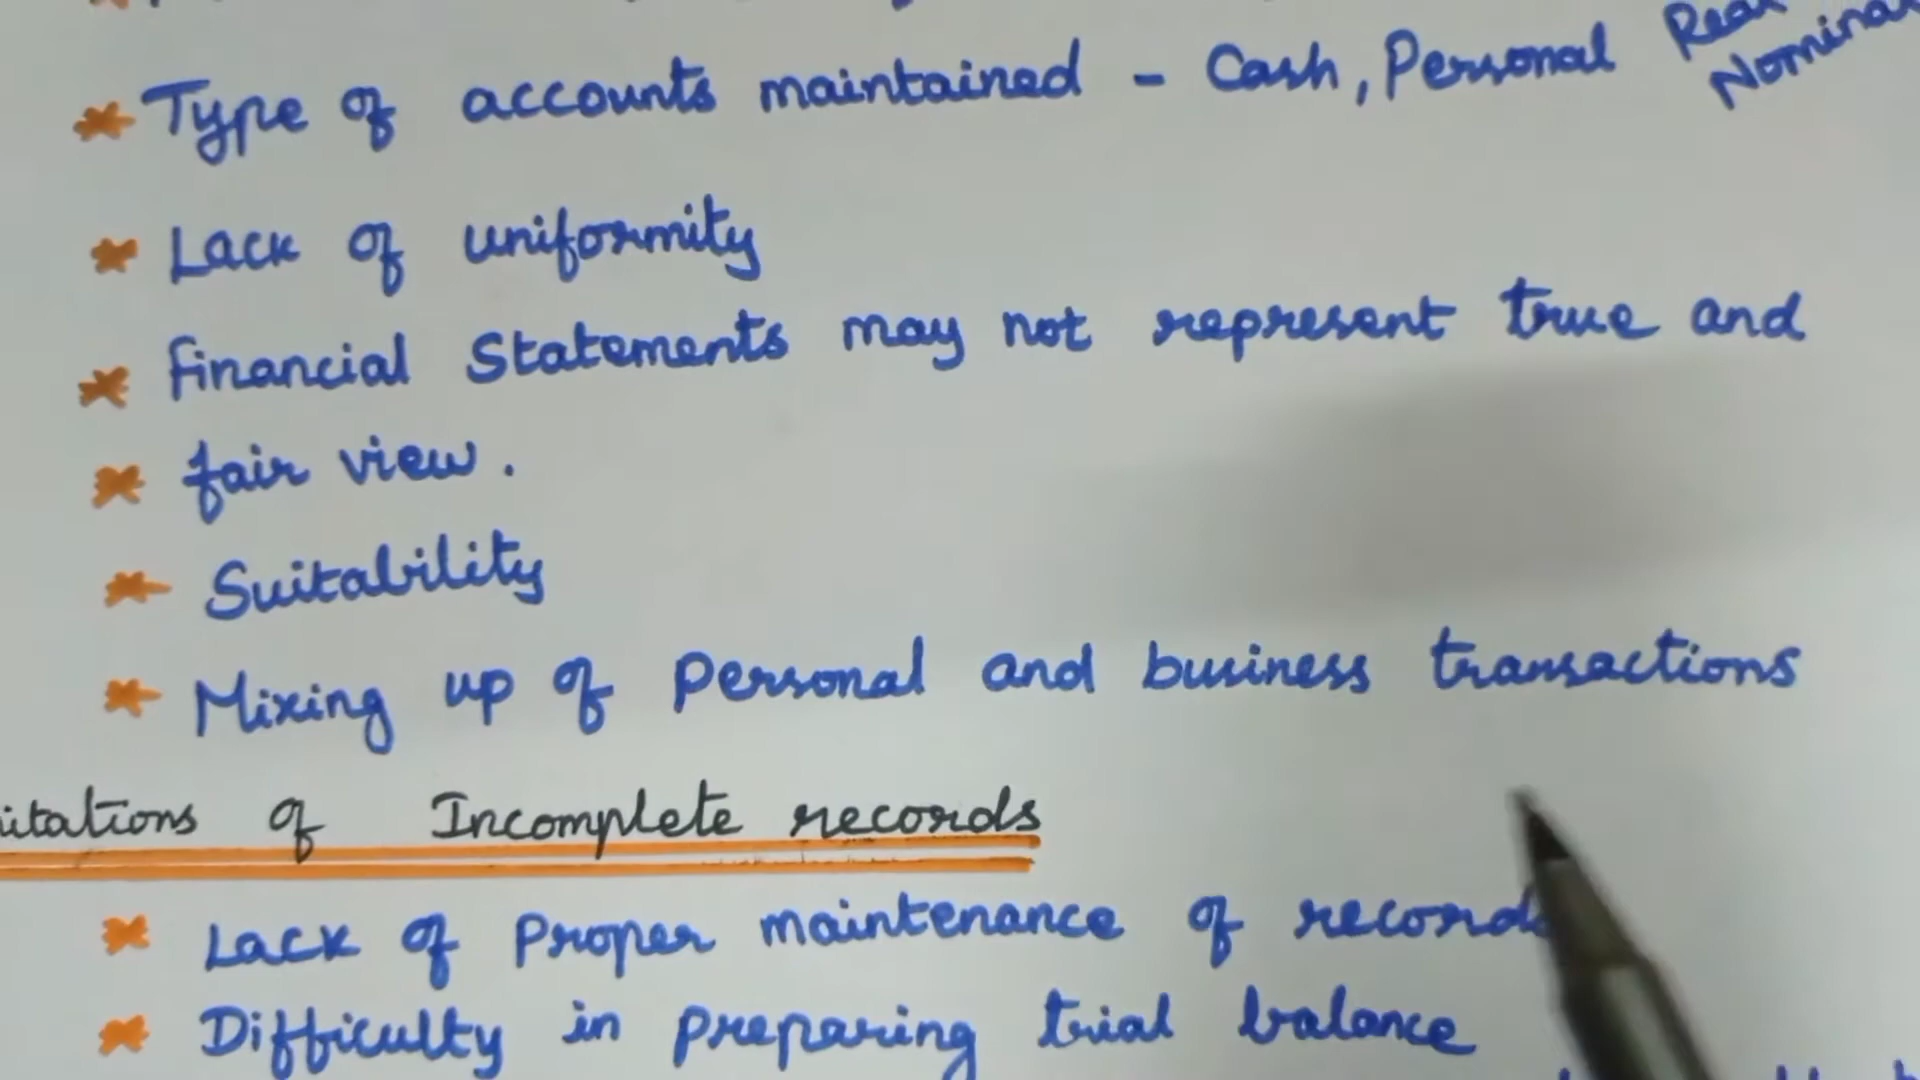 * Type of accounts maintained - Cash, Personal Real
Nominal
* Lack of uniformity
* Financial Statements may not represent true and
* fair view.
* Suitability
* Mixing up of Personal and business transactions
itations of Incomplete records
* Lack of Proper maintenance of records
* Difficulty in preparing trial balance